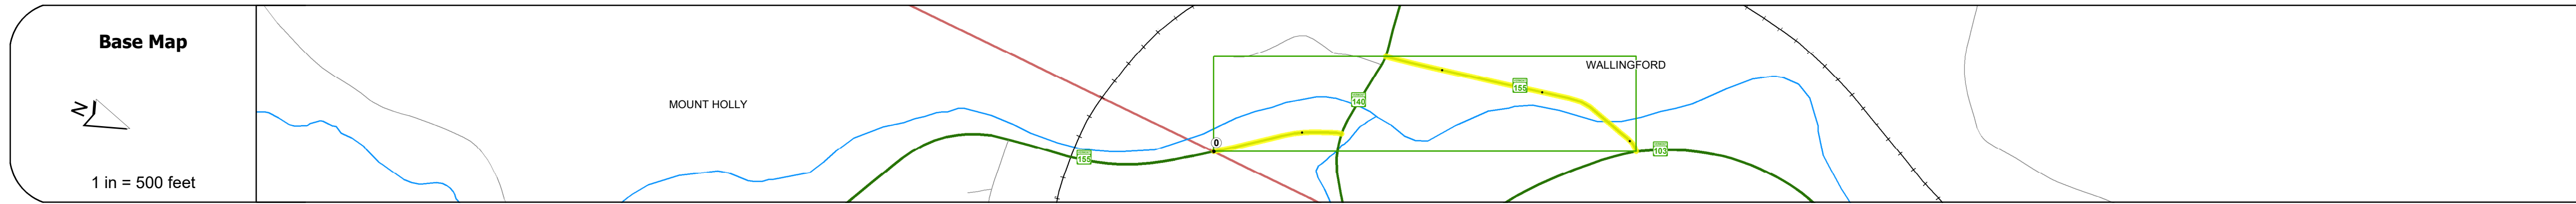 Base Map
N
1 in = 500 feet
MOUNT HOLLY
WALLINGFORD
155
140
0
155
103